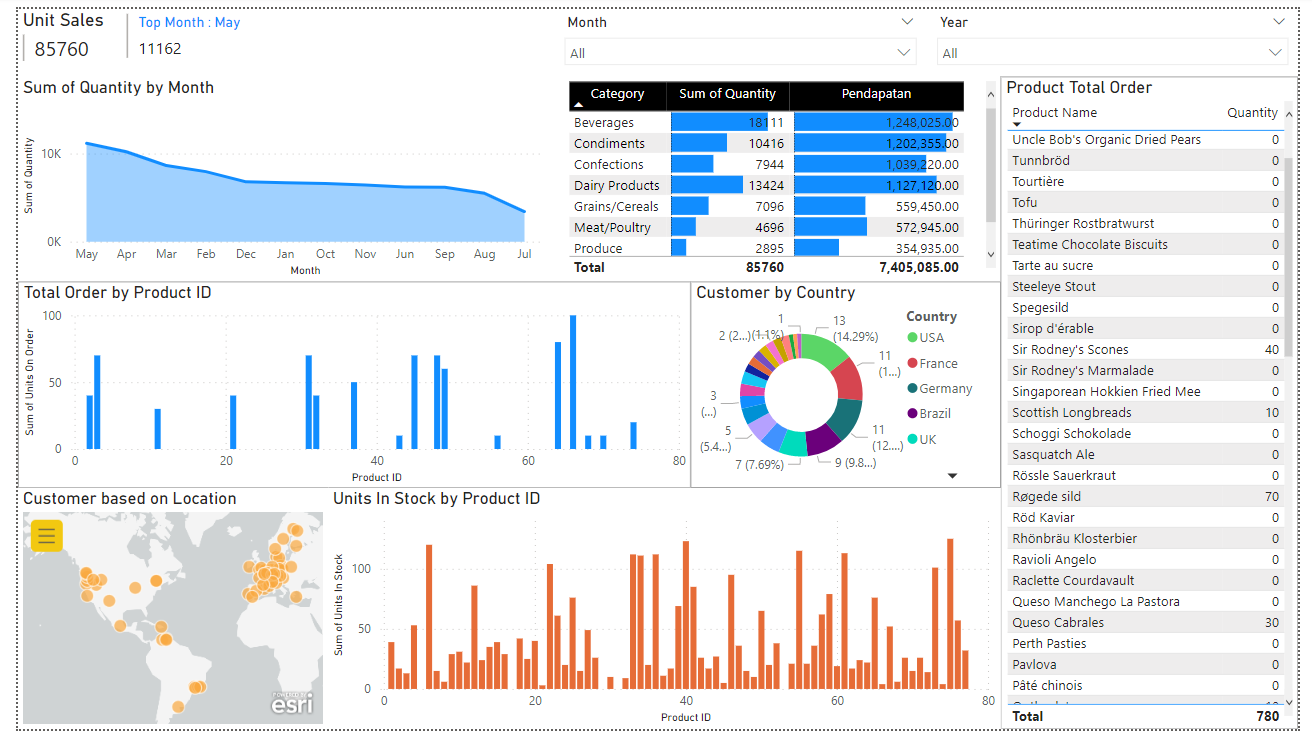 Unit Sales
85760
Top Month : May
11162
Month
All
Year
All
Sum of Quantity by Month
Sum of Quantity
10K
0K
May Apr Mar Feb Dec Jan Oct Nov Jun Sep Aug Jul
Month
Category Sum of Quantity Pendapatan
Beverages 18111 1,248,025.00
Condiments 10416 1,202,355.00
Confections 7944 1,039,220.00
Dairy Products 13424 1,127,120.00
Grains/Cereals 7096 559,450.00
Meat/Poultry 4696 572,945.00
Produce 2895 354,935.00
Total 85760 7,405,085.00
Total Order by Product ID
Sum of Units On Order
100
50
0
0 20 40 60 80
Product ID
Customer by Country
1
13
(14.29%)
2 (2...)
(1.1%)
11
(1...)
3
(...)
5
(5.4...)
11
(12....)
7 (7.69%)
9 (9.8...)
Country
USA
France
Germany
Brazil
UK
Customer based on Location
POWERED BY
esri
Units In Stock by Product ID
Sum of Units In Stock
100
50
0
0 20 40 60 80
Product ID
Product Total Order
Product Name Quantity
Uncle Bob's Organic Dried Pears 0
Tunnbröd 0
Tourtière 0
Tofu 0
Thüringer Rostbratwurst 0
Teatime Chocolate Biscuits 0
Tarte au sucre 0
Steeleye Stout 0
Spegesild 0
Sirop d'érable 0
Sir Rodney's Scones 40
Sir Rodney's Marmalade 0
Singaporean Hokkien Fried Mee 0
Scottish Longbreads 10
Schoggi Schokolade 0
Sasquatch Ale 0
Rössle Sauerkraut 0
Røgede sild 70
Röd Kaviar 0
Rhönbräu Klosterbier 0
Ravioli Angelo 0
Raclette Courdavault 0
Queso Manchego La Pastora 0
Queso Cabrales 30
Perth Pasties 0
Pavlova 0
Pâté chinois 0
Total 780